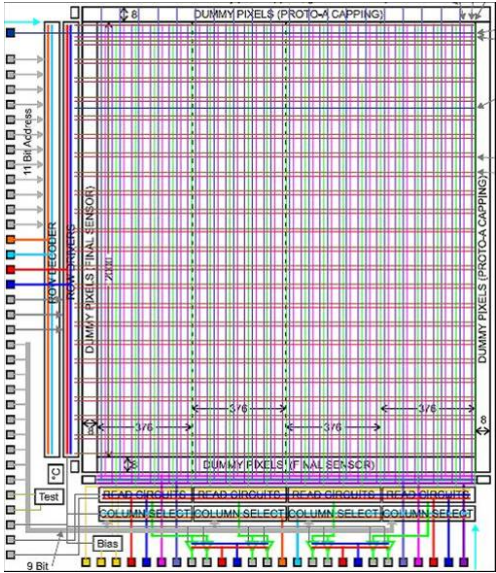 8
DUMMY PIXELS (PROTO-A CAPPING)
11 Bit Address
ROW DECODER
ROW DRIVERS
DUMMY PIXELS (FINAL SENSOR)
2000
DUMMY PIXELS (PROTO-A CAPPING)
376
376
376
376
8
8
8
DUMMY PIXELS (FINAL SENSOR)
°C
Test
READ CIRCUITS READ CIRCUITS READ CIRCUITS READ CIRCUITS
COLUMN SELECT COLUMN SELECT COLUMN SELECT COLUMN SELECT
Bias
9 Bit